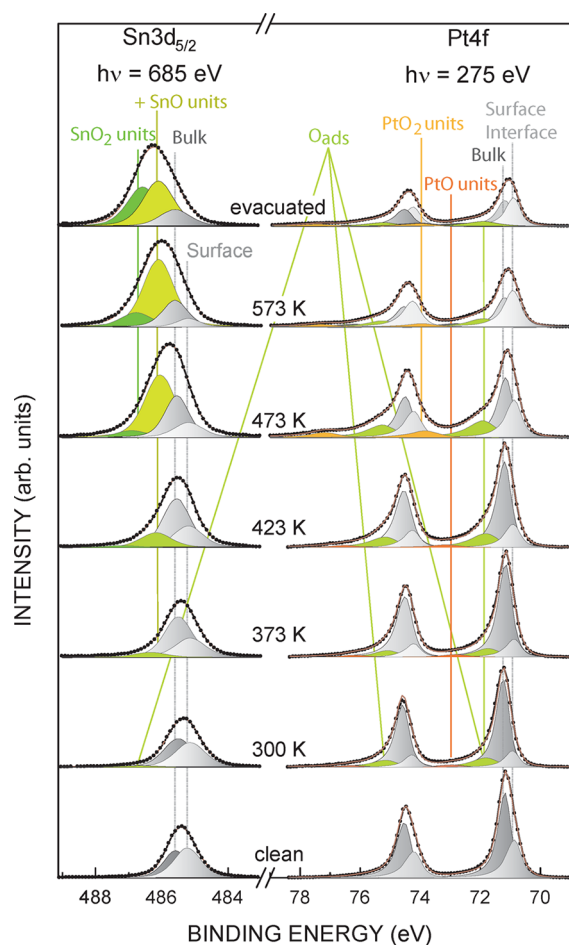 Sn3d5/2
Pt4f
hν = 685 eV
hν = 275 eV
+ SnO units
SnO2 units
Bulk
Oads
PtO2 units
Surface
Interface
Bulk
PtO units
evacuated
Surface
573 K
473 K
423 K
373 K
300 K
clean
INTENSITY (arb. units)
488 486 484 78 76 74 72 70
BINDING ENERGY (eV)